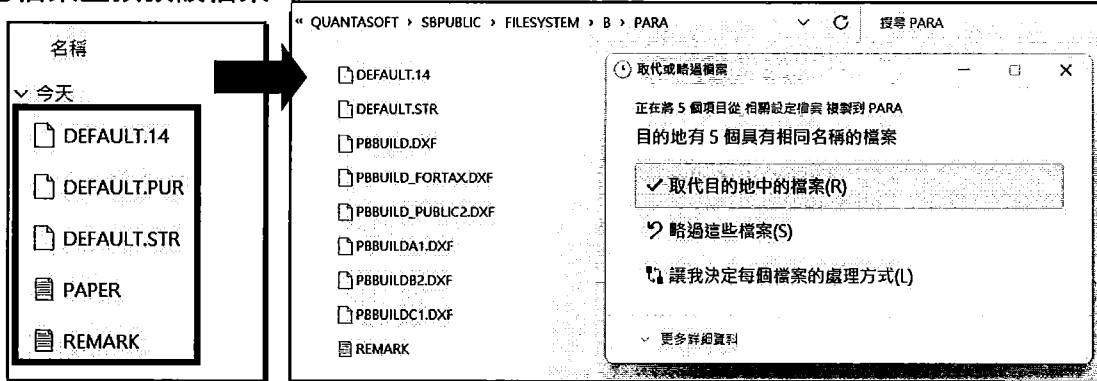 名稱
今天
DEFAULT.14
DEFAULT.PUR
DEFAULT.STR
PAPER
REMARK
« QUANTASOFT › SBPUBLIC › FILESYSTEM › B › PARA
搜尋 PARA
DEFAULT.14
DEFAULT.STR
PBBUILD.DXF
PBBUILD_FORTAX.DXF
PBBUILD_PUBLIC2.DXF
PBBUILDA1.DXF
PBBUILDB2.DXF
PBBUILDC1.DXF
REMARK
取代或略過檔案
正在將 5 個項目從 相關設定檔案 複製到 PARA
目的地有 5 個具有相同名稱的檔案
取代目的地中的檔案(R)
略過這些檔案(S)
讓我決定每個檔案的處理方式(L)
更多詳細資料